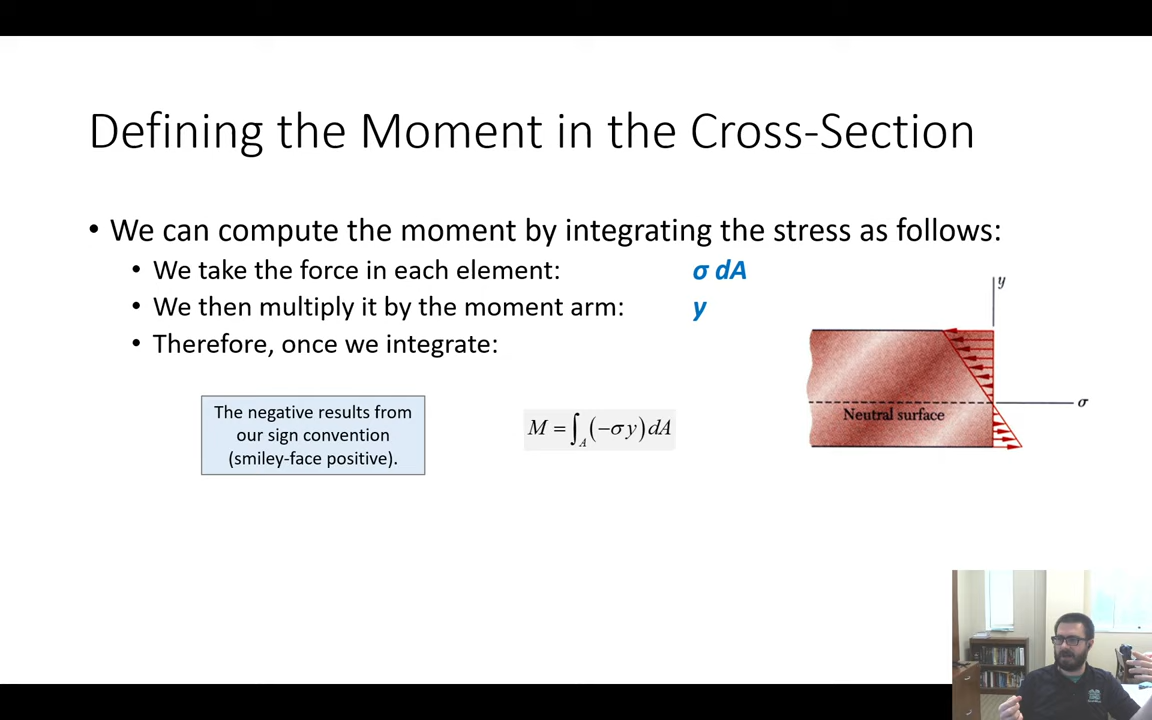 Defining the Moment in the Cross-Section
• We can compute the moment by integrating the stress as follows:
• We take the force in each element: σ dA
• We then multiply it by the moment arm: y
• Therefore, once we integrate:
The negative results from
our sign convention
(smiley-face positive).
M = ∫_A (−σ y) dA
y
σ
Neutral surface